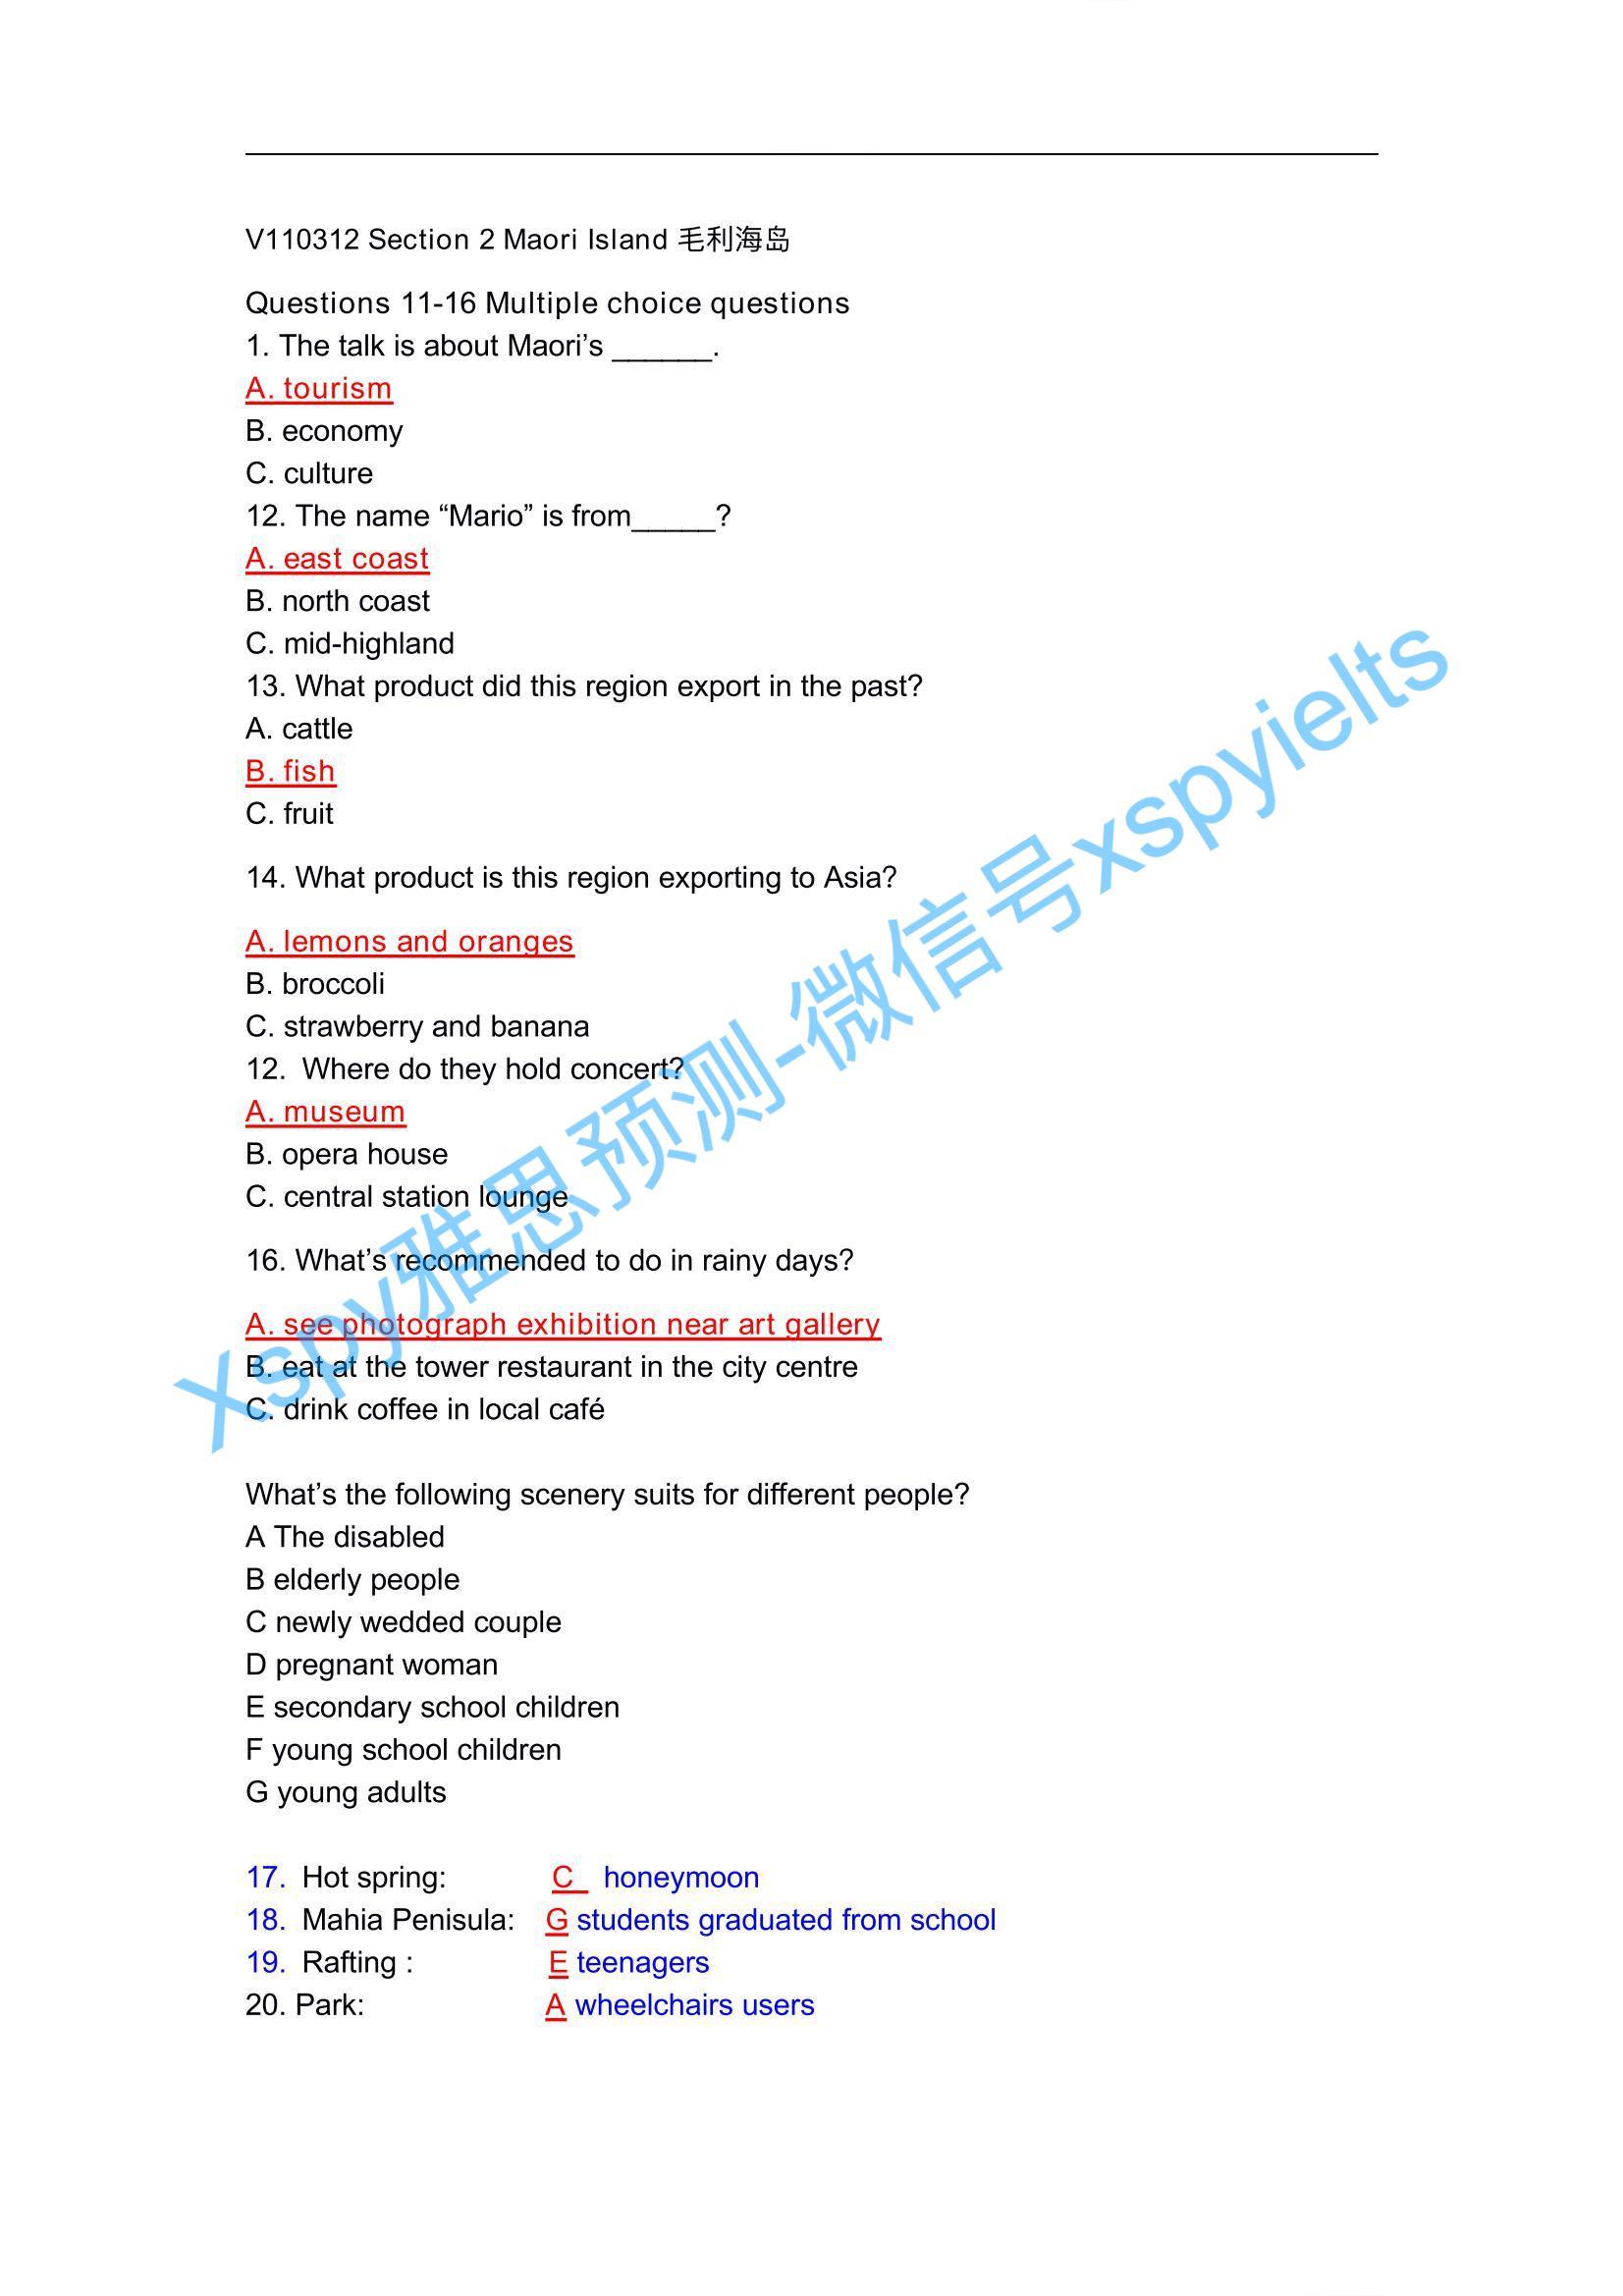 V110312 Section 2 Maori Island 毛利海岛
Questions 11-16 Multiple choice questions
1. The talk is about Maori’s ______.
A. tourism
B. economy
C. culture
12. The name “Mario” is from_____?
A. east coast
B. north coast
C. mid-highland
13. What product did this region export in the past?
A. cattle
B. fish
C. fruit
14. What product is this region exporting to Asia?
A. lemons and oranges
B. broccoli
C. strawberry and banana
12. Where do they hold concert?
A. museum
B. opera house
C. central station lounge
16. What’s recommended to do in rainy days?
A. see photograph exhibition near art gallery
B. eat at the tower restaurant in the city centre
C. drink coffee in local café
What’s the following scenery suits for different people?
A The disabled
B elderly people
C newly wedded couple
D pregnant woman
E secondary school children
F young school children
G young adults
17. Hot spring: C honeymoon
18. Mahia Penisula: G students graduated from school
19. Rafting : E teenagers
20. Park: A wheelchairs users
xspy雅思预测-微信号xspyielts